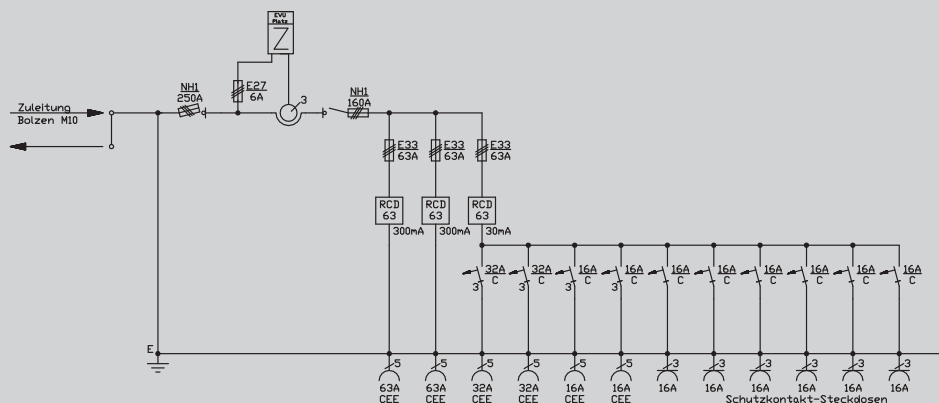 EVU
Platz
Z
NH1
250A
E27
6A
3
NH1
160A
Zuleitung
Bolzen M10
E33
63A
E33
63A
E33
63A
RCD
63
300mA
RCD
63
300mA
RCD
63
30mA
32A
C
3
32A
C
3
16A
C
3
16A
C
3
16A
C
16A
C
16A
C
16A
C
16A
C
16A
C
E
5 5 5 5 5 5 3 3 3 3 3 3
63A
CEE
63A
CEE
32A
CEE
32A
CEE
16A
CEE
16A
CEE
16A 16A 16A 16A 16A 16A
Schutzkontakt-Steckdosen